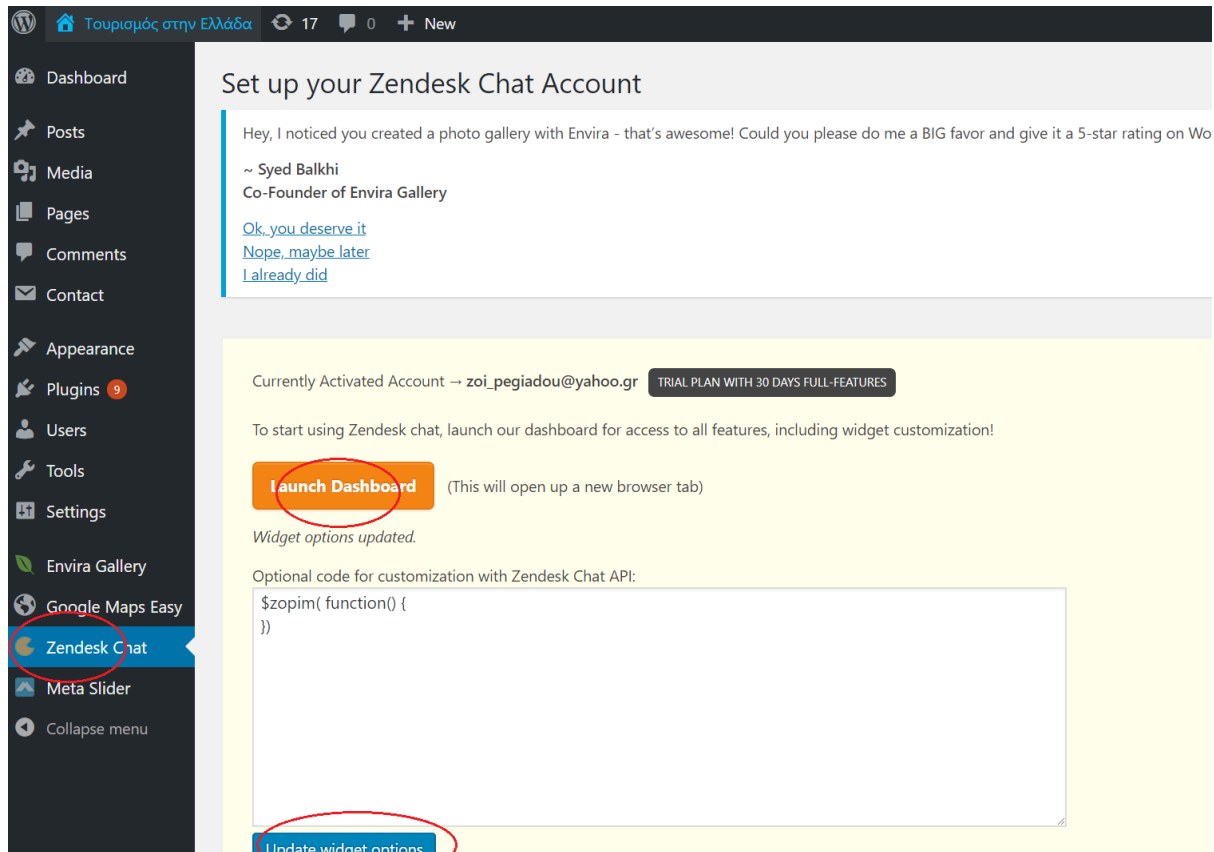 Τουρισμός στην Ελλάδα 17 0 New
Dashboard
Posts
Media
Pages
Comments
Contact
Appearance
Plugins 9
Users
Tools
Settings
Envira Gallery
Google Maps Easy
Zendesk Chat
Meta Slider
Collapse menu
Set up your Zendesk Chat Account
Hey, I noticed you created a photo gallery with Envira - that's awesome! Could you please do me a BIG favor and give it a 5-star rating on Wo
~ Syed Balkhi
Co-Founder of Envira Gallery
Ok, you deserve it
Nope, maybe later
I already did
Currently Activated Account → zoi_pegiadou@yahoo.gr TRIAL PLAN WITH 30 DAYS FULL-FEATURES
To start using Zendesk chat, launch our dashboard for access to all features, including widget customization!
Launch Dashboard (This will open up a new browser tab)
Widget options updated.
Optional code for customization with Zendesk Chat API:
$zopim( function() {
})
Update widget options